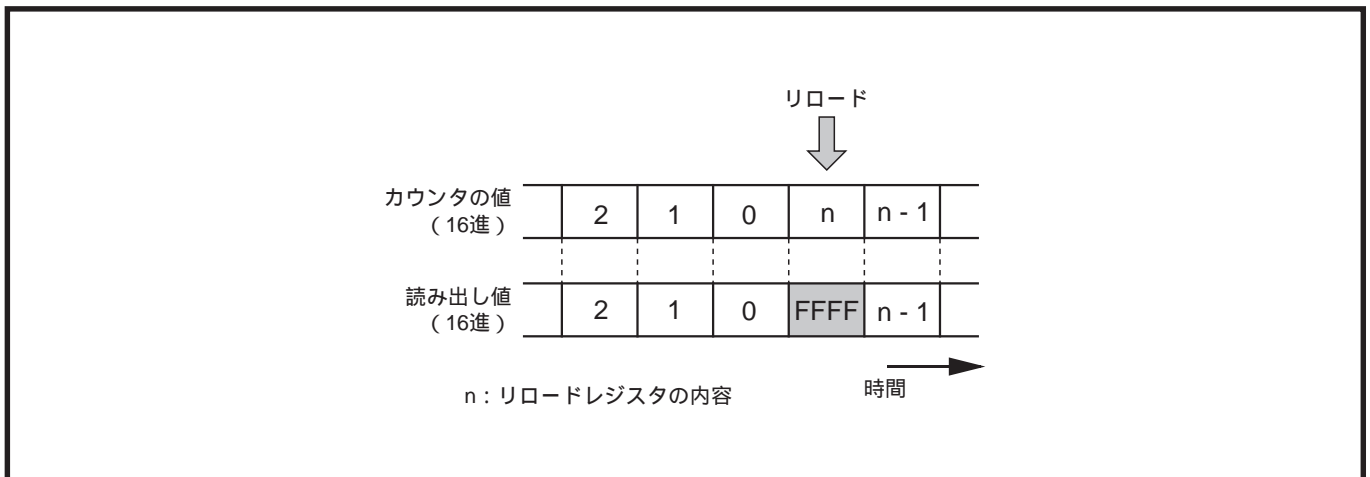 リロード
カウンタの値
(16進)
2 1 0 n n - 1
読み出し値
(16進)
2 1 0 FFFF n - 1
時間
n:リロードレジスタの内容